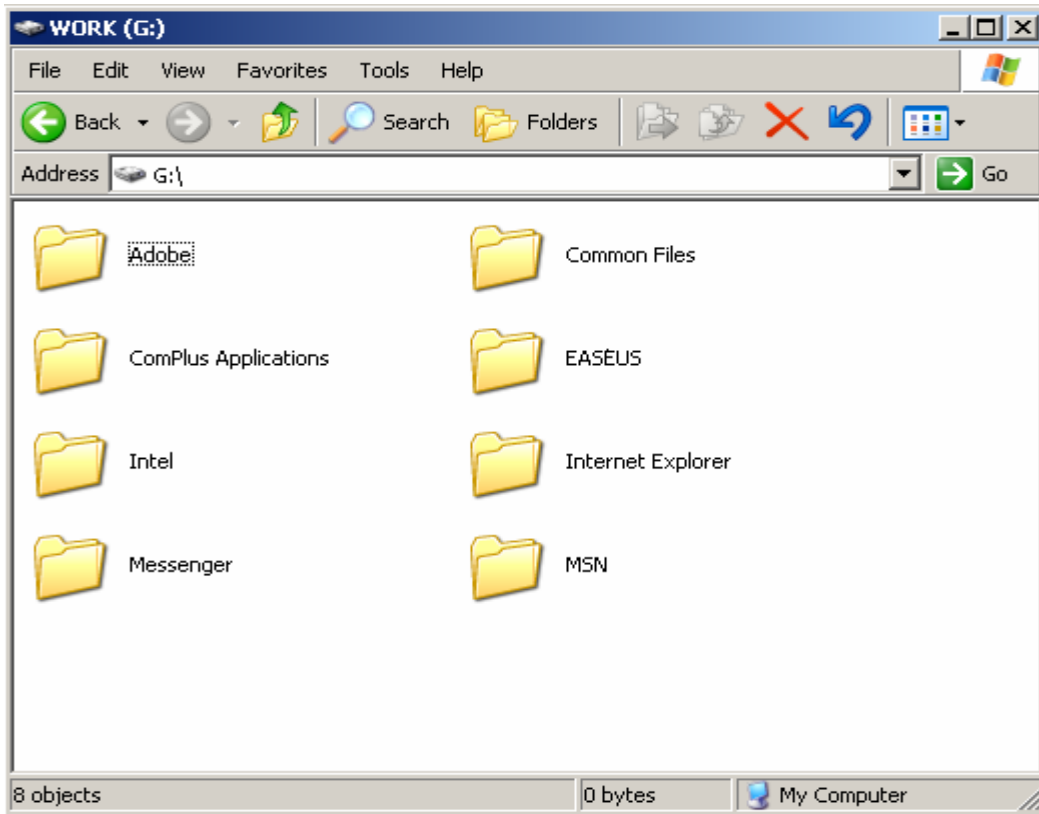 WORK (G:)
File Edit View Favorites Tools Help
Back Search Folders
Address G:\ Go
Adobe Common Files
ComPlus Applications EASEUS
Intel Internet Explorer
Messenger MSN
8 objects 0 bytes My Computer